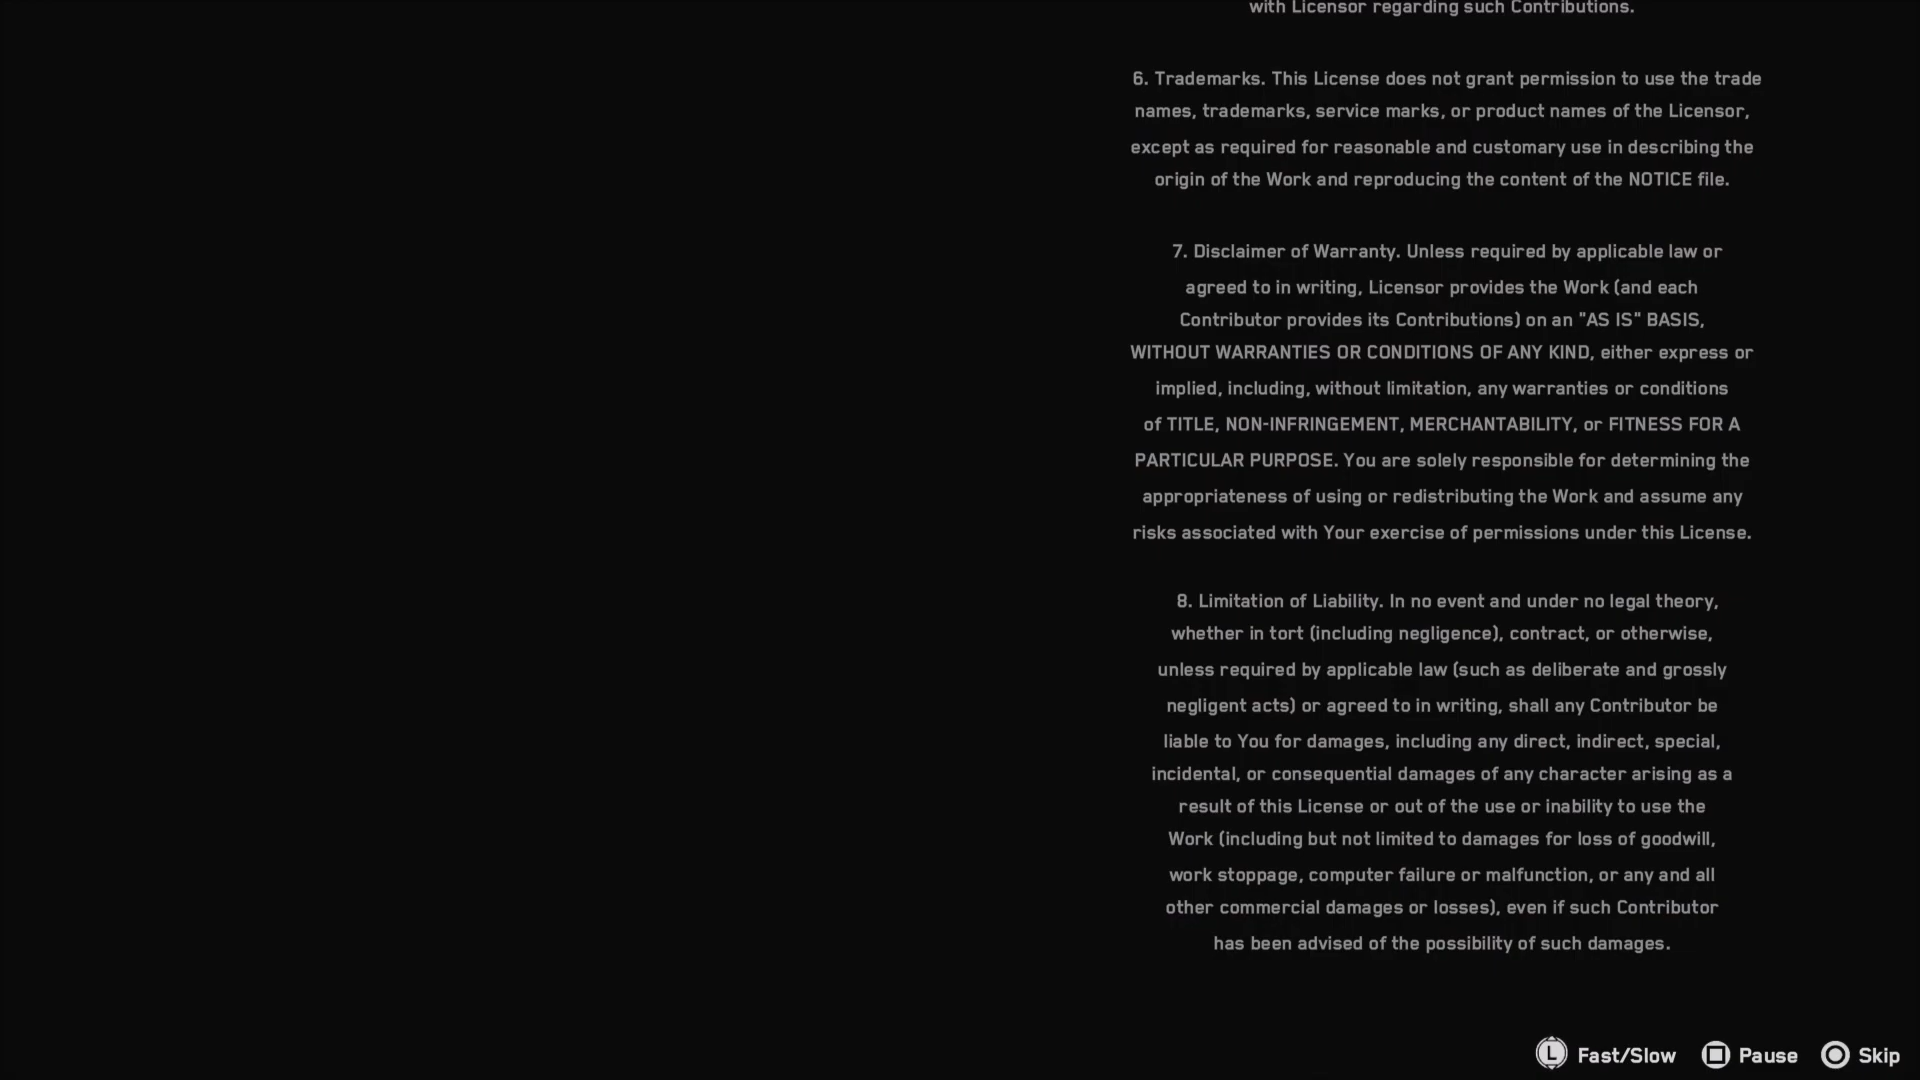 with Licensor regarding such Contributions.
6. Trademarks. This License does not grant permission to use the trade
names, trademarks, service marks, or product names of the Licensor,
except as required for reasonable and customary use in describing the
origin of the Work and reproducing the content of the NOTICE file.
7. Disclaimer of Warranty. Unless required by applicable law or
agreed to in writing, Licensor provides the Work (and each
Contributor provides its Contributions) on an "AS IS" BASIS,
WITHOUT WARRANTIES OR CONDITIONS OF ANY KIND, either express or
implied, including, without limitation, any warranties or conditions
of TITLE, NON-INFRINGEMENT, MERCHANTABILITY, or FITNESS FOR A
PARTICULAR PURPOSE. You are solely responsible for determining the
appropriateness of using or redistributing the Work and assume any
risks associated with Your exercise of permissions under this License.
8. Limitation of Liability. In no event and under no legal theory,
whether in tort (including negligence), contract, or otherwise,
unless required by applicable law (such as deliberate and grossly
negligent acts) or agreed to in writing, shall any Contributor be
liable to You for damages, including any direct, indirect, special,
incidental, or consequential damages of any character arising as a
result of this License or out of the use or inability to use the
Work (including but not limited to damages for loss of goodwill,
work stoppage, computer failure or malfunction, or any and all
other commercial damages or losses), even if such Contributor
has been advised of the possibility of such damages.
L Fast/Slow Pause Skip